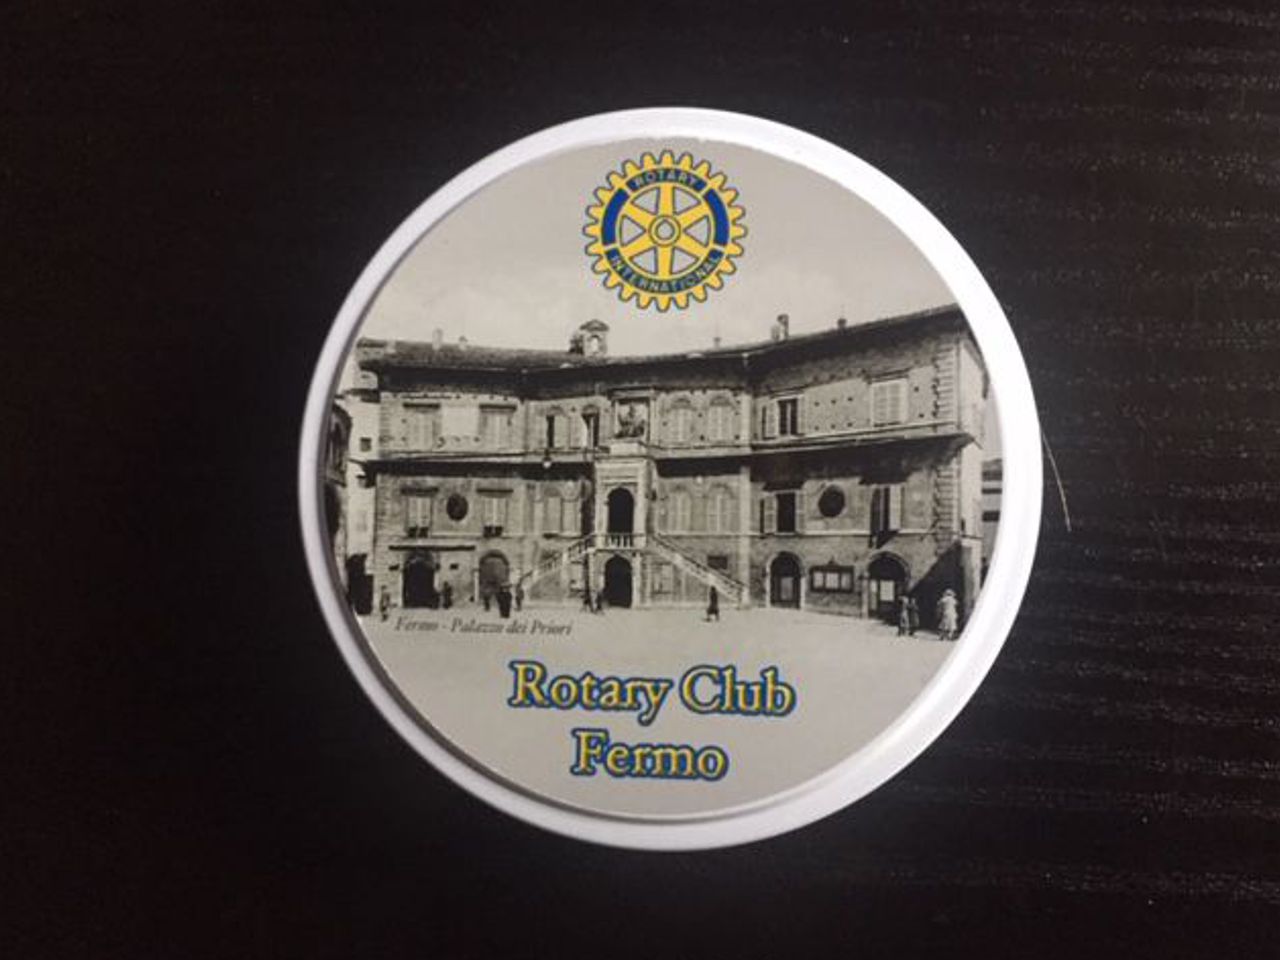 ROTARY
INTERNATIONAL
Fermo - Palazzo dei Priori
Rotary Club
Fermo